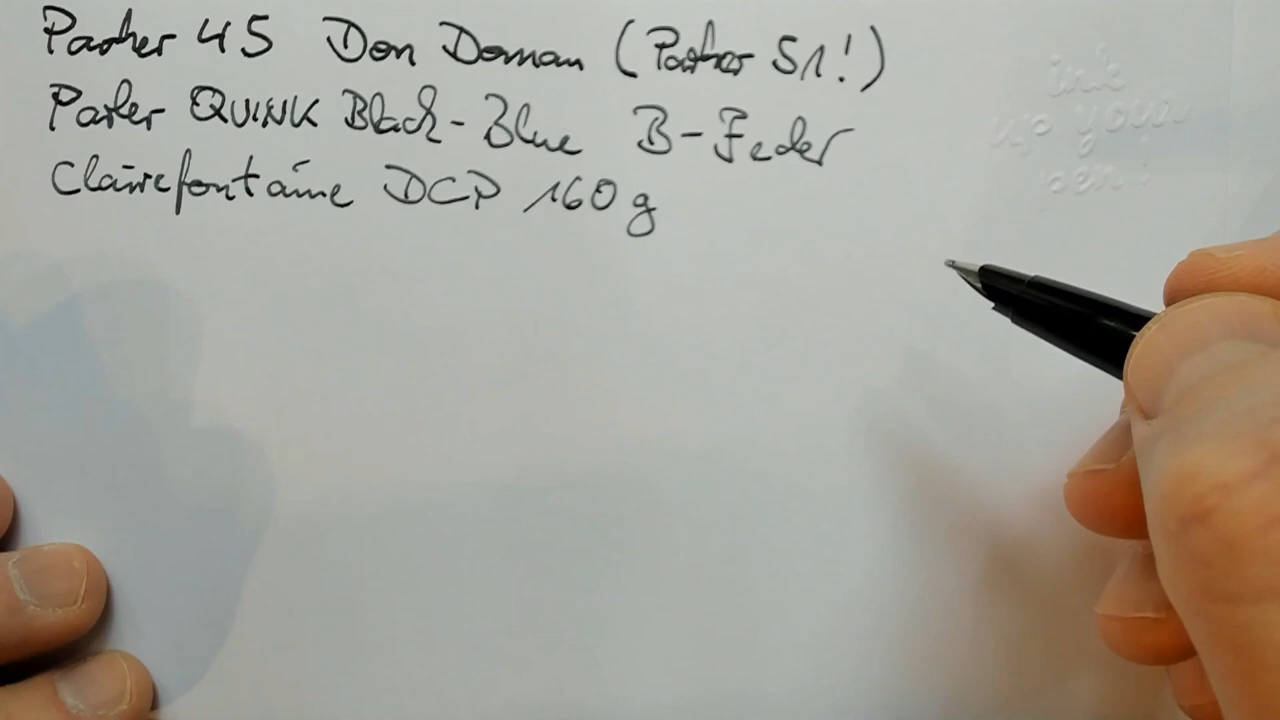 Parker 45 Don Doman (Parker 51!)
Parker QUINK Black-Blue B-Feder
Clairefontaine DCP 160 g
ink
up your
pen!